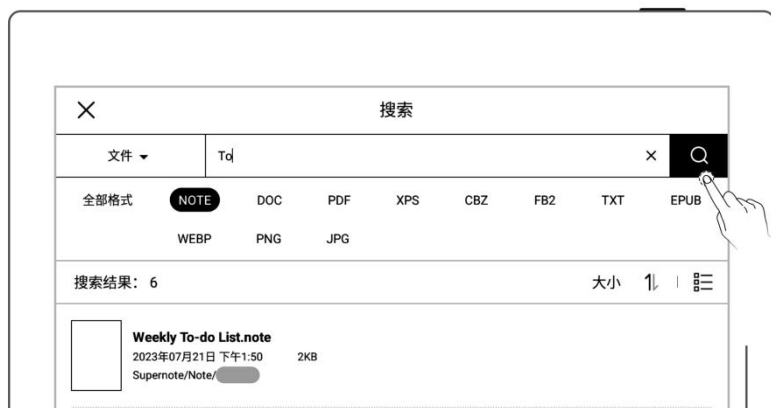 搜索
文件 To
全部格式 NOTE DOC PDF XPS CBZ FB2 TXT EPUB
WEBP PNG JPG
搜索结果： 6 大小
Weekly To-do List.note
2023年07月21日 下午1:50 2KB
Supernote/Note/